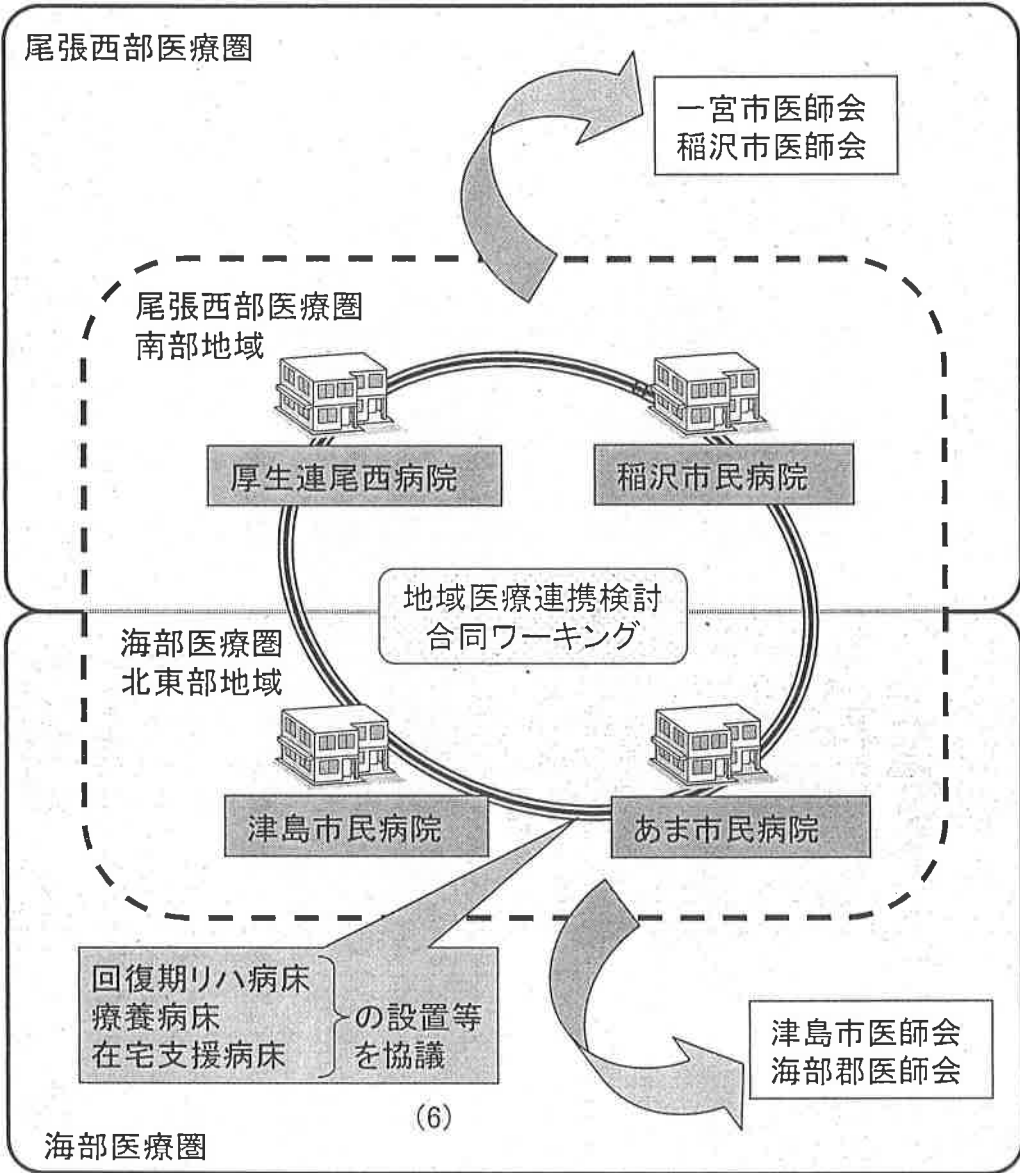 尾張西部医療圏
一宮市医師会
稲沢市医師会
尾張西部医療圏
南部地域
厚生連尾西病院
稲沢市民病院
地域医療連携検討
合同ワーキング
海部医療圏
北東部地域
津島市民病院
あま市民病院
回復期リハ病床
療養病床
在宅支援病床
の設置等
を協議
津島市医師会
海部郡医師会
(6)
海部医療圏